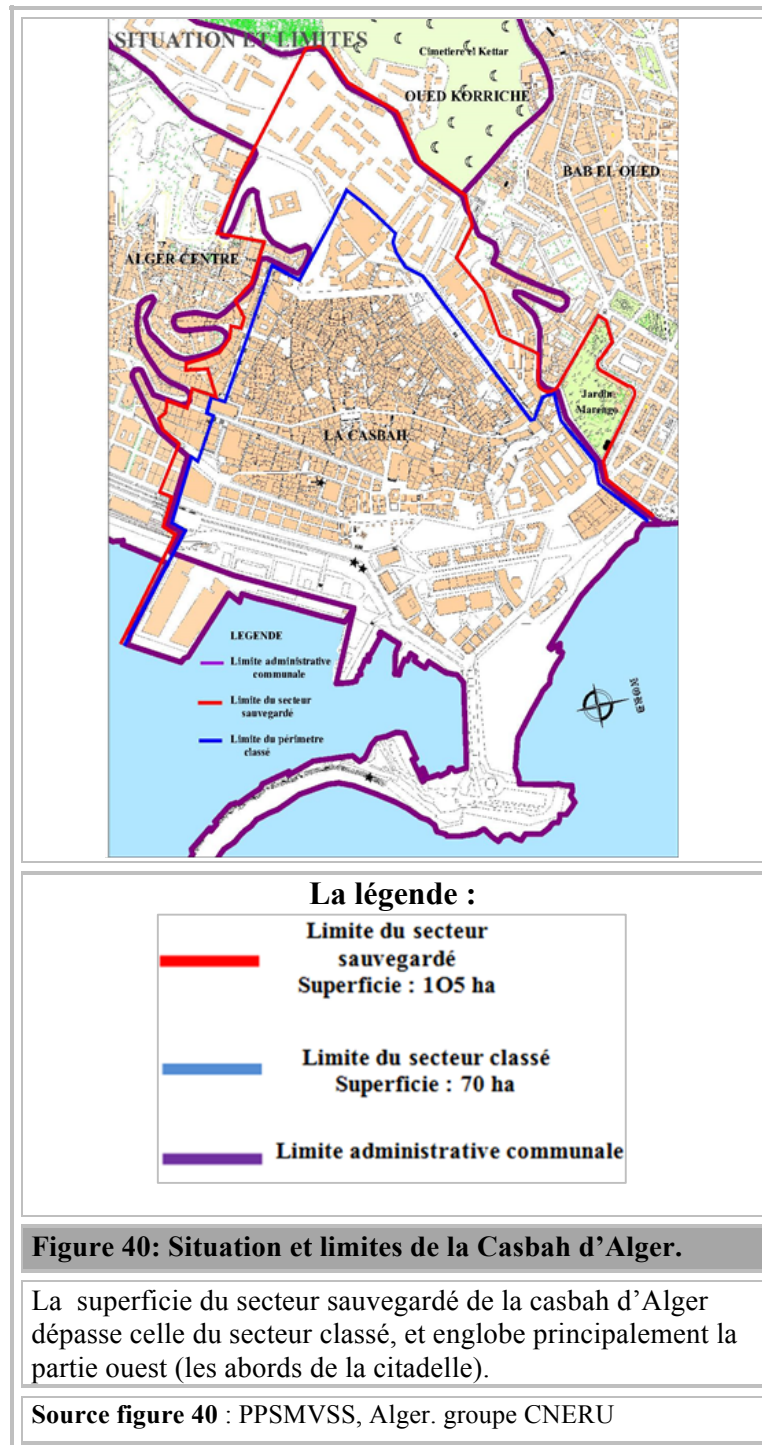 SITUATION ET LIMITES
Cimetiere el Kettar
OUED KORRICHE
BAB EL OUED
ALGER CENTRE
Jardin
Marengo
LA CASBAH
LEGENDE
Limite administrative
communale
Limite du secteur
sauvegardé
Limite du périmetre
classé
NORD
La légende :
Limite du secteur
sauvegardé
Superficie : 1O5 ha
Limite du secteur classé
Superficie : 70 ha
Limite administrative communale
Figure 40: Situation et limites de la Casbah d’Alger.
La superficie du secteur sauvegardé de la casbah d’Alger
dépasse celle du secteur classé, et englobe principalement la
partie ouest (les abords de la citadelle).
Source figure 40 : PPSMVSS, Alger. groupe CNERU